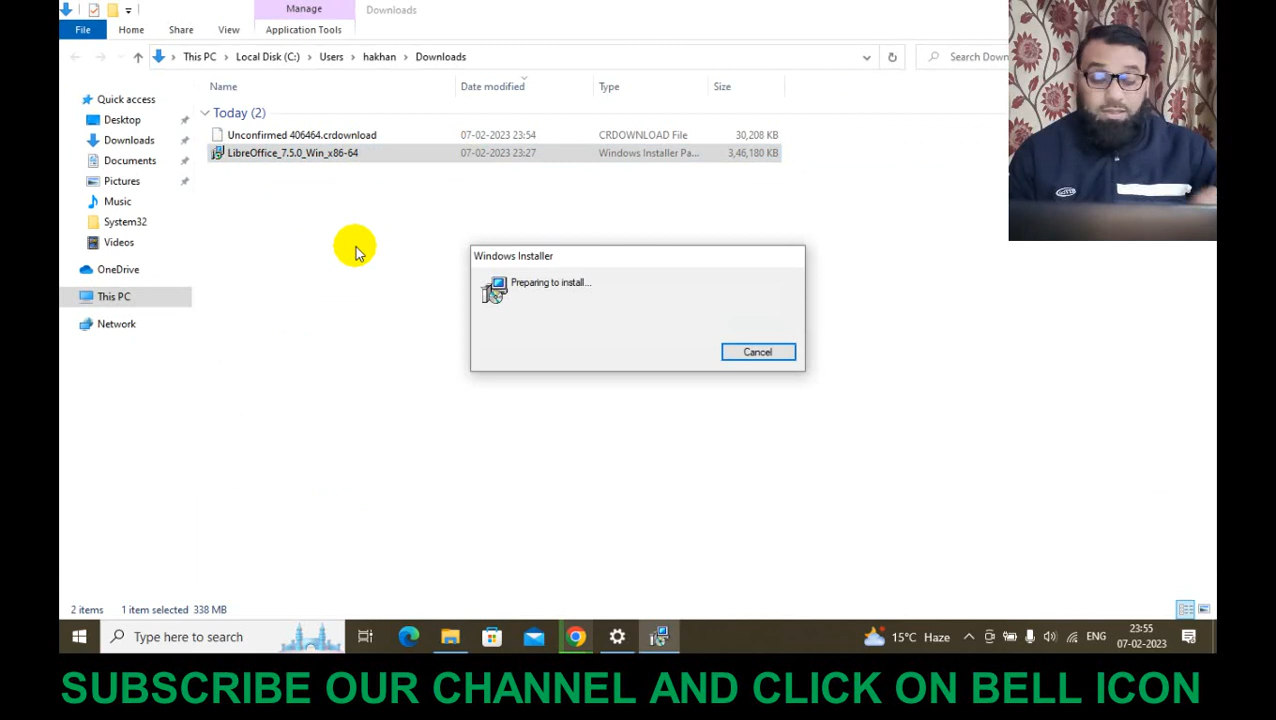 Manage
Downloads
File
Home
Share
View
Application Tools
This PC
Local Disk (C:)
Users
hakhan
Downloads
Search Down
Name
Date modified
Type
Size
Quick access
Today (2)
Desktop
Unconfirmed 406464.crdownload
07-02-2023 23:54
CRDOWNLOAD File
30,208 KB
Downloads
LibreOffice_7.5.0_Win_x86-64
07-02-2023 23:27
Windows Installer Pa...
3,46,180 KB
Documents
Pictures
Music
System32
Videos
OneDrive
This PC
Network
Windows Installer
Preparing to install...
Cancel
2 items
1 item selected 338 MB
Type here to search
15°C Haze
ENG
23:55
07-02-2023
SUBSCRIBE OUR CHANNEL AND CLICK ON BELL ICON